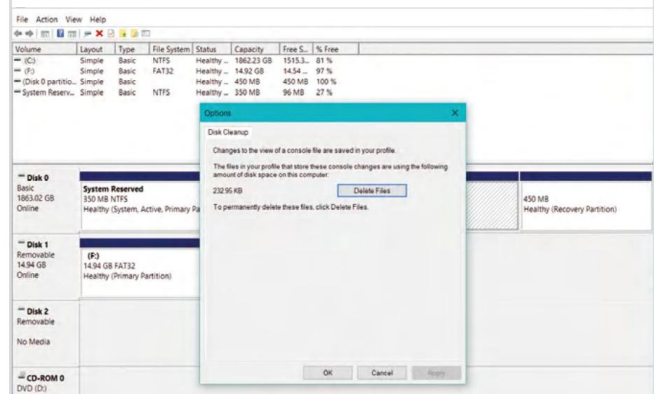 File Action View Help
Volume Layout Type File System Status Capacity Free S... % Free
(C:) Simple Basic NTFS Healthy ... 1862.23 GB 1515.3... 81 %
(F:) Simple Basic FAT32 Healthy ... 14.92 GB 14.54 ... 97 %
(Disk 0 partitio... Simple Basic Healthy ... 450 MB 450 MB 100 %
System Reserv... Simple Basic NTFS Healthy ... 350 MB 96 MB 27 %
Options
Disk Cleanup
Changes to the view of a console file are saved in your profile.
The files in your profile that store these console changes are using the following
amount of disk space on this computer:
232.95 KB Delete Files
To permanently delete these files, click Delete Files.
OK Cancel Apply
Disk 0
Basic
1863.02 GB
Online
System Reserved
350 MB NTFS
Healthy (System, Active, Primary Pa
450 MB
Healthy (Recovery Partition)
Disk 1
Removable
14.94 GB
Online
(F:)
14.94 GB FAT32
Healthy (Primary Partition)
Disk 2
Removable
No Media
CD-ROM 0
DVD (D:)